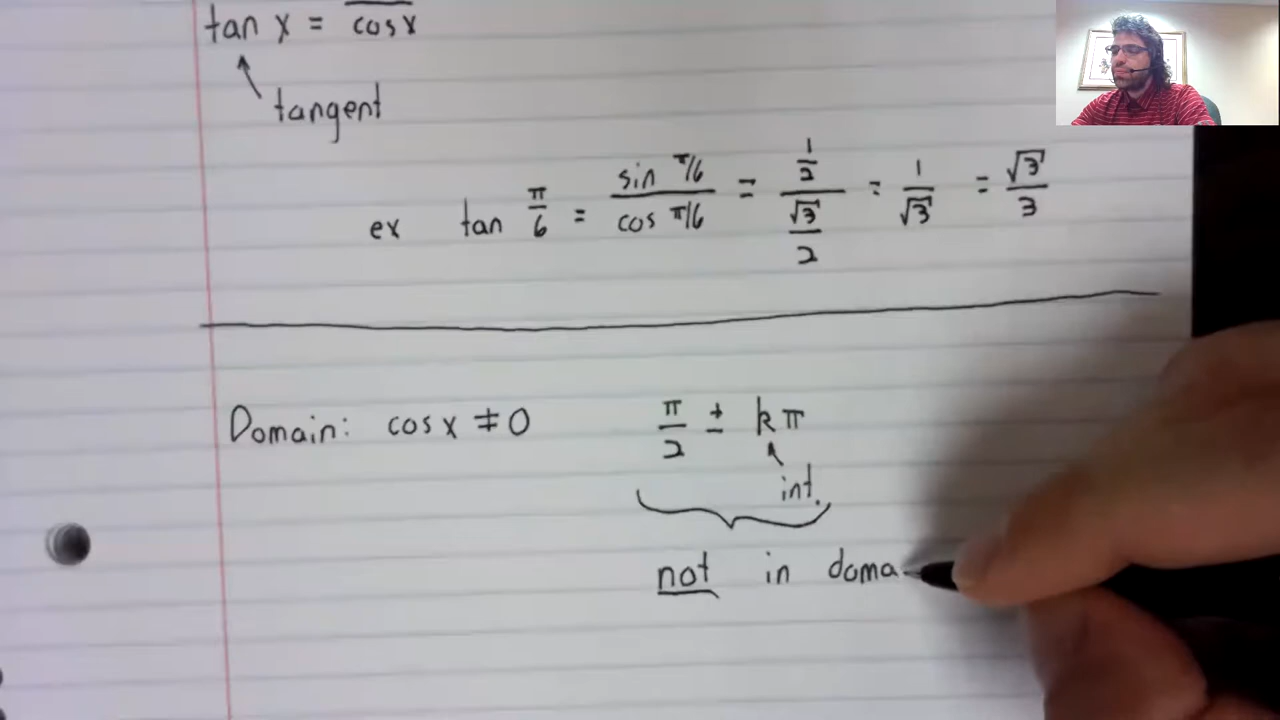 tan x = cos x
tangent
ex tan π/6 = sin π/6 / cos π/6 = 1/2 / √3/2 = 1/√3 = √3/3
Domain: cos x ≠ 0 π/2 ± kπ
int.
not in doma